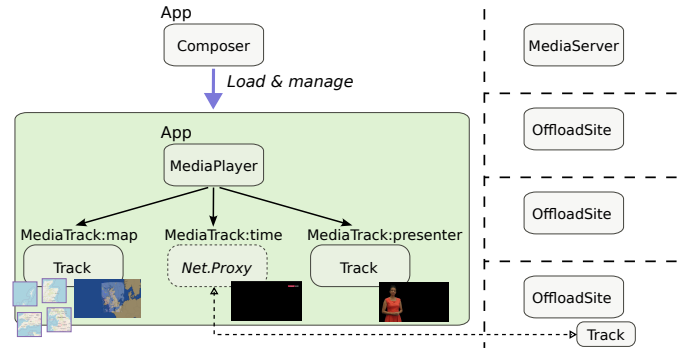 App
Composer
MediaServer
Load & manage
OffloadSite
App
MediaPlayer
OffloadSite
MediaTrack:map
MediaTrack:time
MediaTrack:presenter
Track
Net.Proxy
Track
OffloadSite
Track